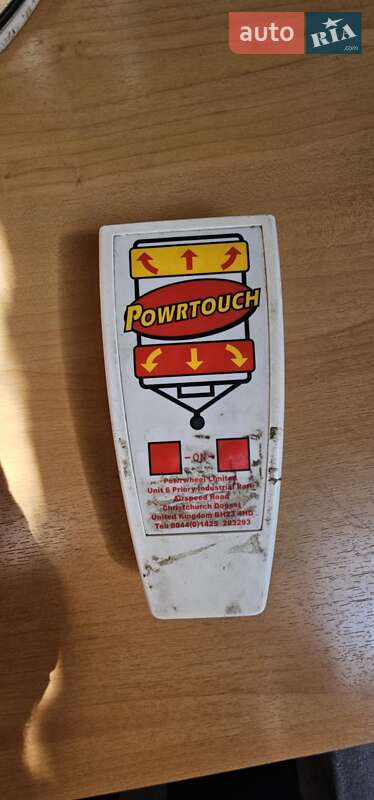 auto RIA
.com
POWRTOUCH
- ON -
Powrwheel Limited
Unit 6 Priory Industrial Park
Airspeed Road
Christchurch Dorset
United Kingdom BH23 4HD
Tel: 0044(0)1425 283293